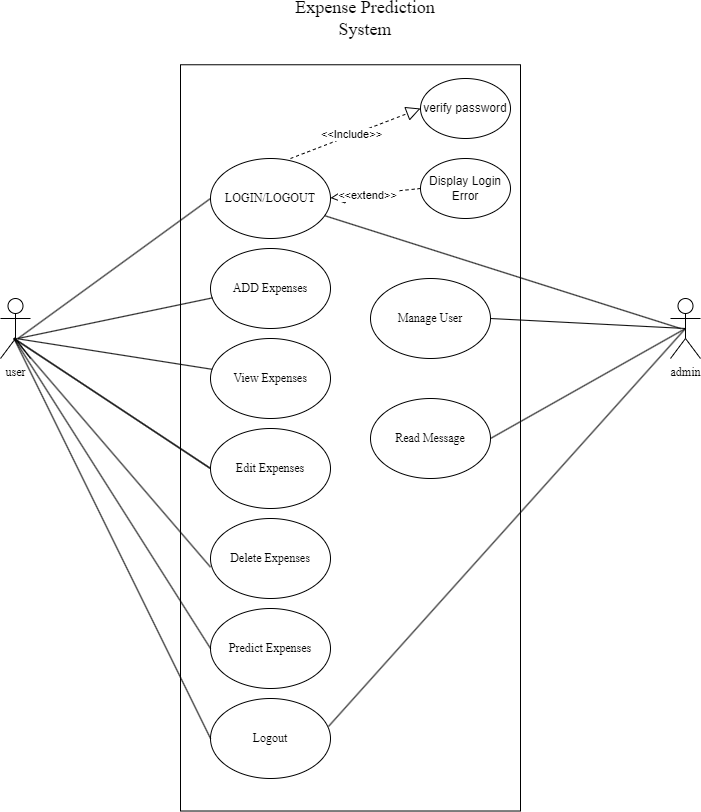 Expense Prediction
System
verify password
<<Include>>
Display Login
Error
<<extend>>
LOGIN/LOGOUT
ADD Expenses
Manage User
user
admin
View Expenses
Read Message
Edit Expenses
Delete Expenses
Predict Expenses
Logout